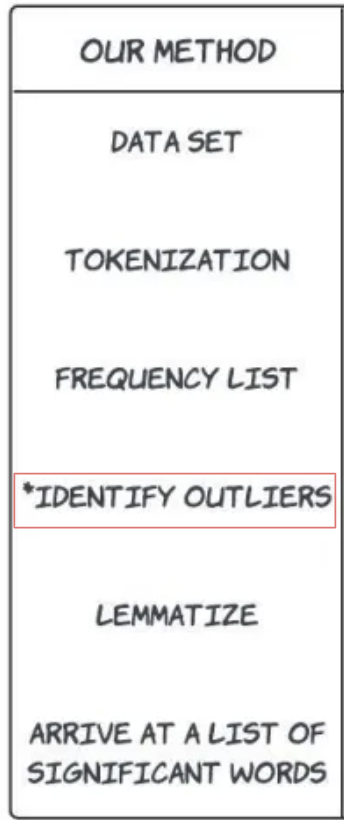 OUR METHOD
DATA SET
TOKENIZATION
FREQUENCY LIST
*IDENTIFY OUTLIERS
LEMMATIZE
ARRIVE AT A LIST OF
SIGNIFICANT WORDS